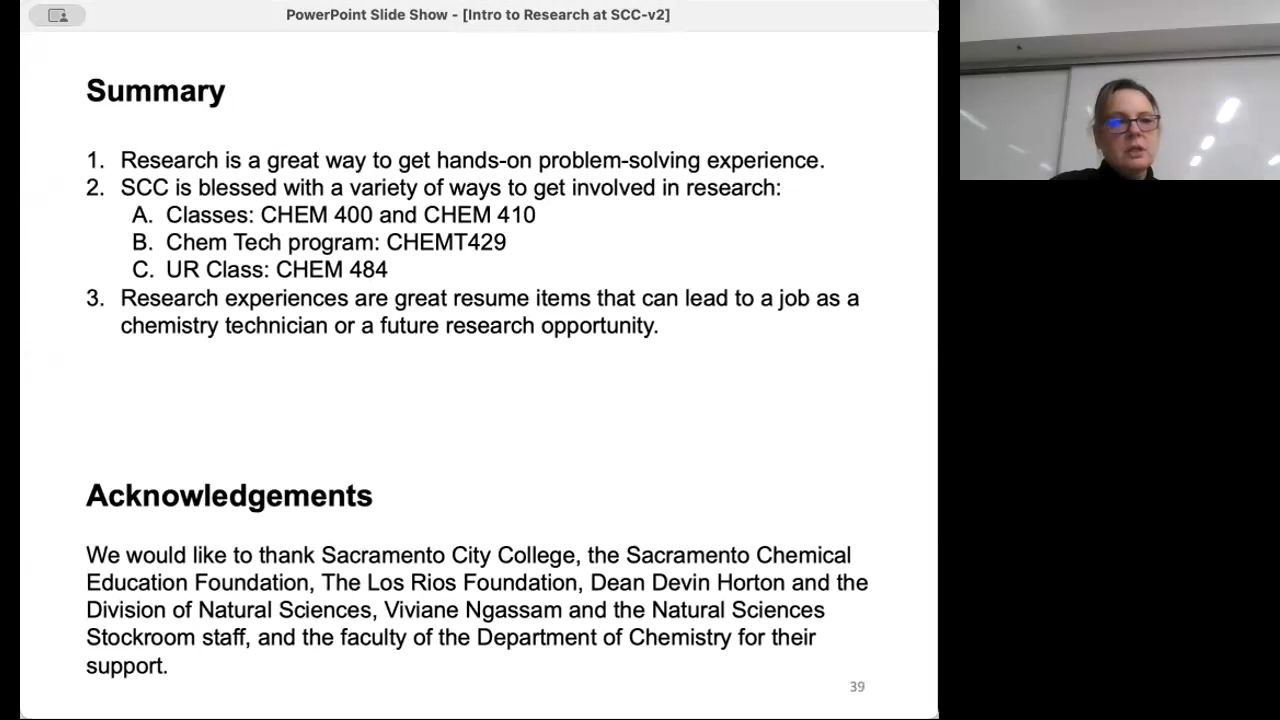 PowerPoint Slide Show - [Intro to Research at SCC-v2]
Summary
1. Research is a great way to get hands-on problem-solving experience.
2. SCC is blessed with a variety of ways to get involved in research:
A. Classes: CHEM 400 and CHEM 410
B. Chem Tech program: CHEMT429
C. UR Class: CHEM 484
3. Research experiences are great resume items that can lead to a job as a
chemistry technician or a future research opportunity.
Acknowledgements
We would like to thank Sacramento City College, the Sacramento Chemical
Education Foundation, The Los Rios Foundation, Dean Devin Horton and the
Division of Natural Sciences, Viviane Ngassam and the Natural Sciences
Stockroom staff, and the faculty of the Department of Chemistry for their
support.
39